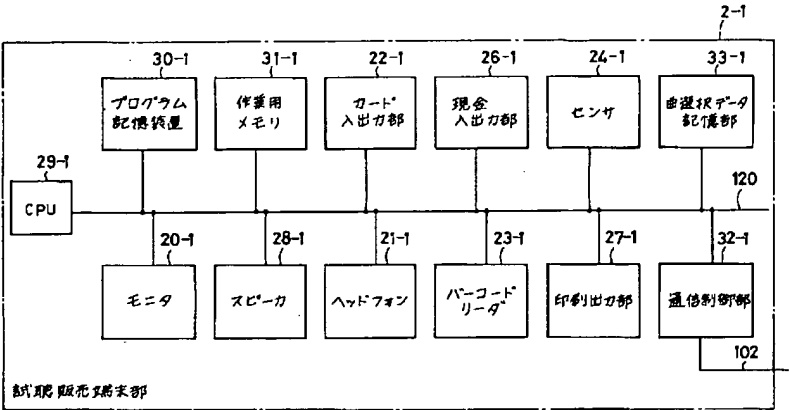 2-1
30-1
31-1
22-1
26-1
24-1
33-1
プログラム
記憶装置
作業用
メモリ
カード
入出力部
現金
入出力部
センサ
曲選択データ
記憶部
29-1
CPU
120
20-1
28-1
21-1
23-1
27-1
32-1
モニタ
スピーカ
ヘッドフォン
バーコード
リーダ
印刷出力部
通信制御部
102
試聴販売端末部